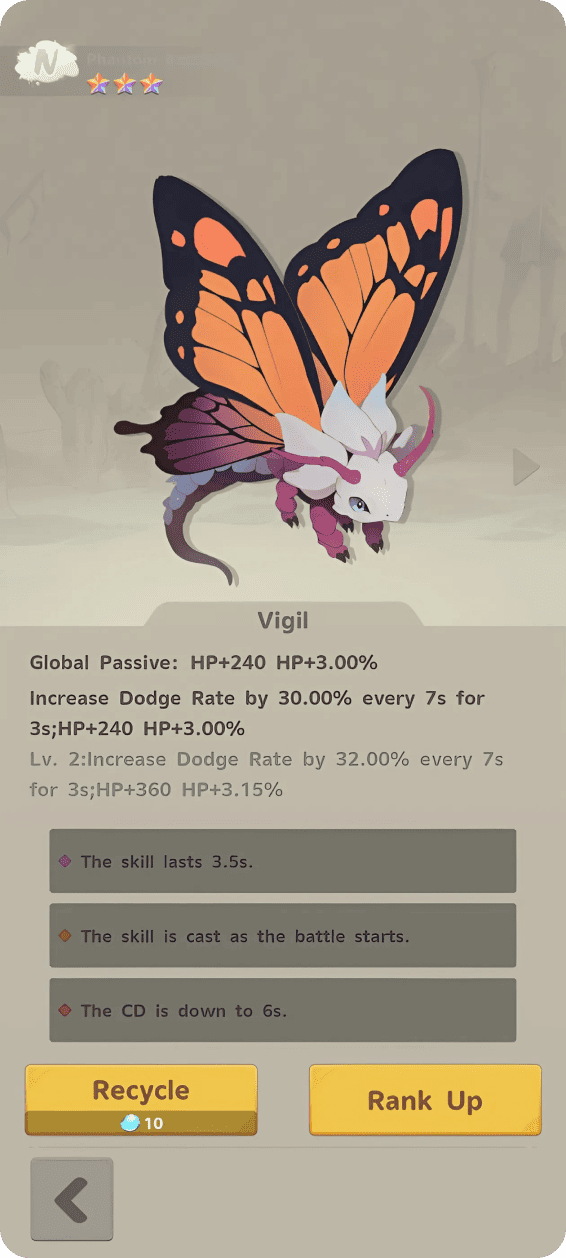 N
Phantom
Vigil
Global Passive: HP+240 HP+3.00%
Increase Dodge Rate by 30.00% every 7s for
3s;HP+240 HP+3.00%
Lv. 2:Increase Dodge Rate by 32.00% every 7s
for 3s;HP+360 HP+3.15%
The skill lasts 3.5s.
The skill is cast as the battle starts.
The CD is down to 6s.
Recycle
10
Rank Up